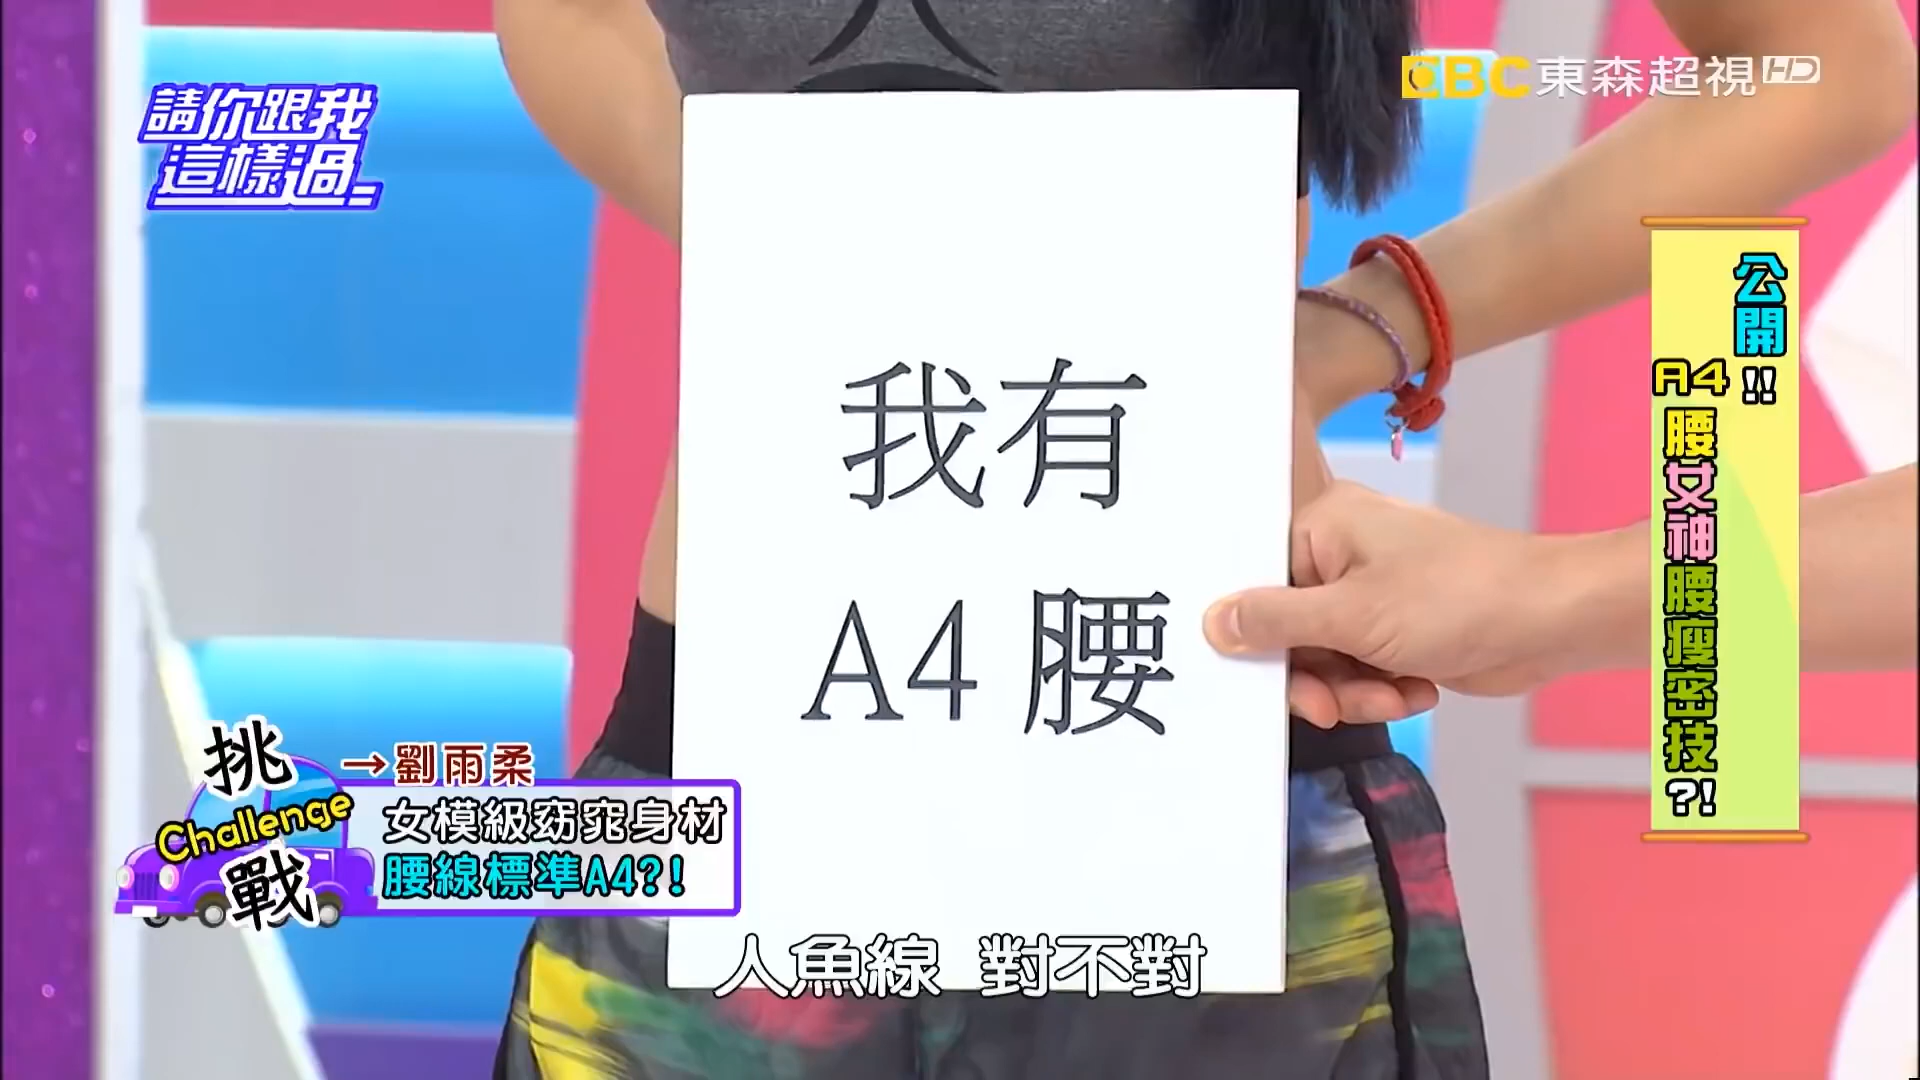 請你跟我
這樣過
EBC東森超視HD
公開!!
A4腰女神腰瘦密技?!
我有
A4 腰
挑
Challenge
戰
→劉雨柔
女模級窈窕身材
腰線標準A4?!
人魚線 對不對